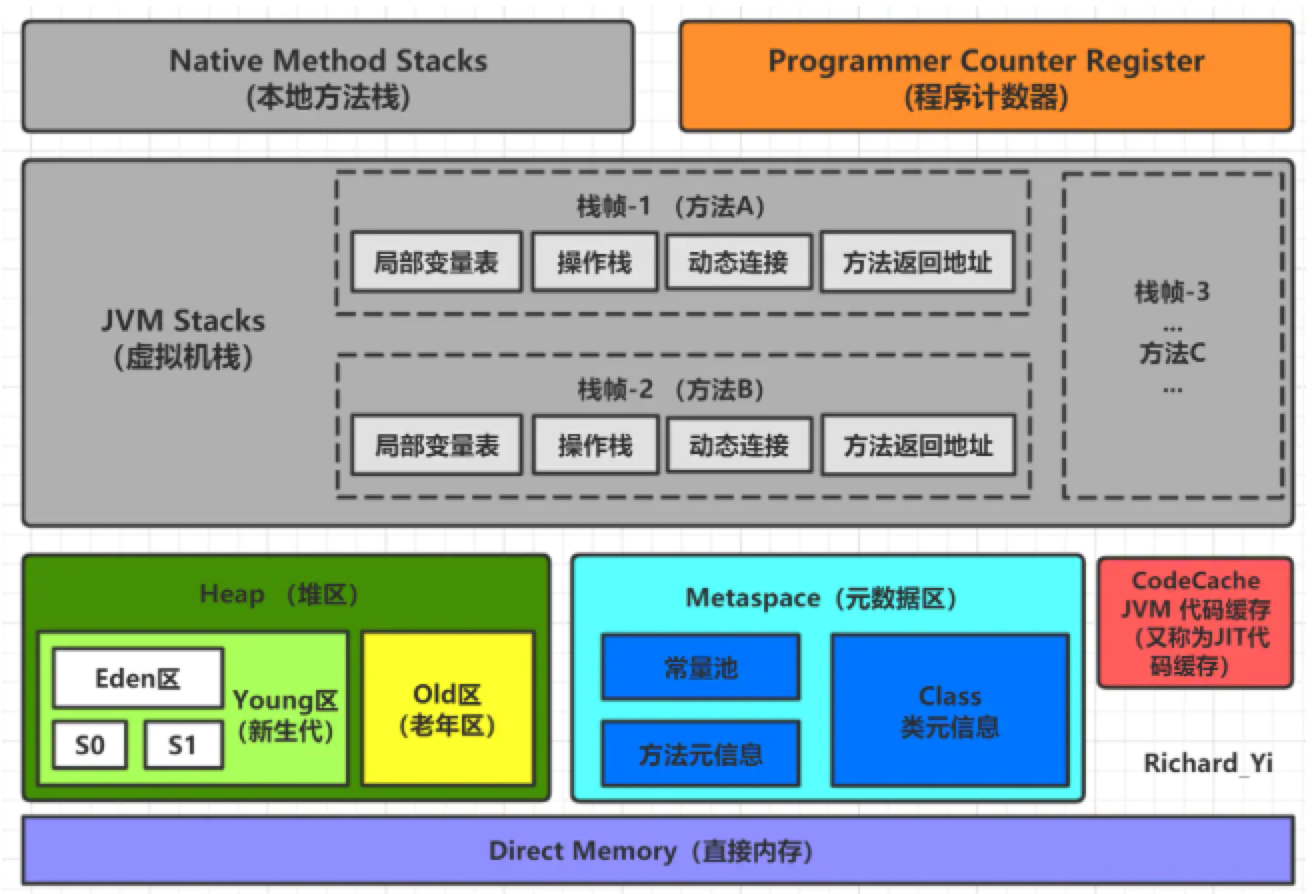 Native Method Stacks
(本地方法栈)
Programmer Counter Register
(程序计数器)
JVM Stacks
(虚拟机栈)
栈帧-1 (方法A)
局部变量表
操作栈
动态连接
方法返回地址
栈帧-2 (方法B)
局部变量表
操作栈
动态连接
方法返回地址
栈帧-3
...
方法C
...
Heap (堆区)
Eden区
S0
S1
Young区
(新生代)
Old区
(老年区)
Metaspace (元数据区)
常量池
方法元信息
Class
类元信息
CodeCache
JVM 代码缓存
(又称为JIT代
码缓存)
Richard_Yi
Direct Memory (直接内存)